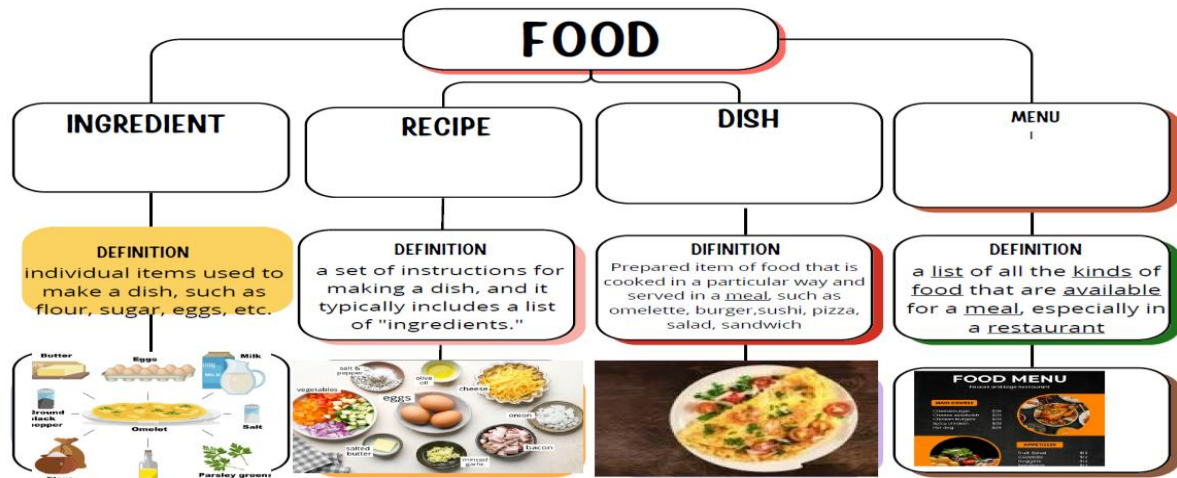 FOOD
INGREDIENT
RECIPE
DISH
MENU
DEFINITION
individual items used to
make a dish, such as
flour, sugar, eggs, etc.
DEFINITION
a set of instructions for
making a dish, and it
typically includes a list
of "ingredients."
DIFINITION
Prepared item of food that is
cooked in a particular way and
served in a meal, such as
omelette, burger,sushi, pizza,
salad, sandwich
DEFINITION
a list of all the kinds of
food that are available
for a meal, especially in
a restaurant
Butter
Eggs
Milk
Omelet
Salt
Parsley greens
salt &
pepper
olive
oil
cheese
vegetables
eggs
onion
salted
butter
minced
garlic
bacon
FOOD MENU
MAIN COURSE
APPETIZERS